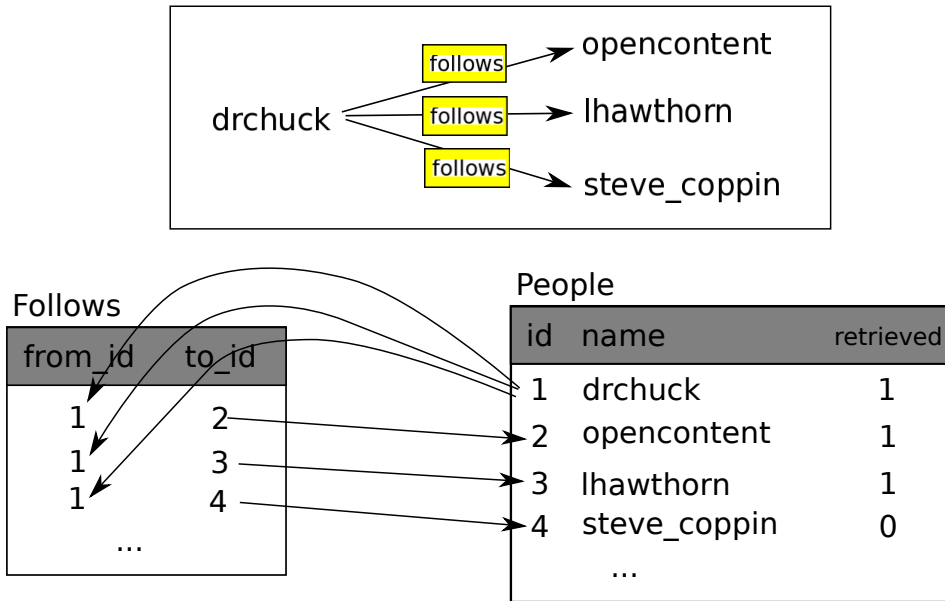 opencontent
follows
drchuck
follows
lhawthorn
follows
steve_coppin
Follows
from_id to_id
1 2
1 3
1 4
...
People
id name retrieved
1 drchuck 1
2 opencontent 1
3 lhawthorn 1
4 steve_coppin 0
...